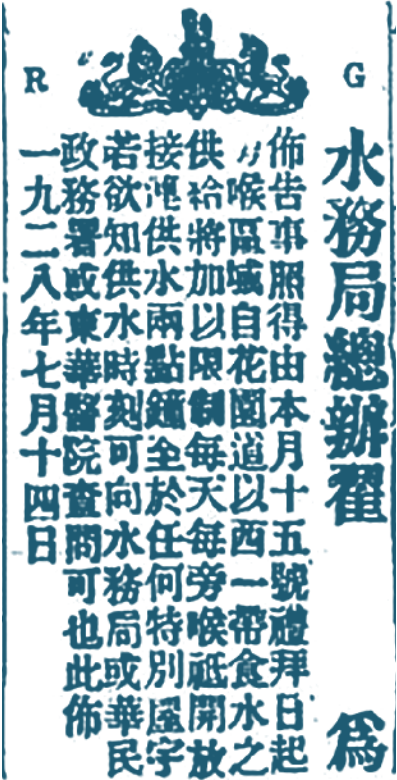 G R
水務局總辦翟 為
佈告事照得由本月十五號禮拜日起
喉區域自花園道以西一帶食水之
供給將加以限制每天每旁喉祗開放
接連供水兩點鐘全於任何特別屋宇
若欲知供水時刻可向水務局或華民
政務署或東華醫院查問可也此佈
一九二八年七月十四日